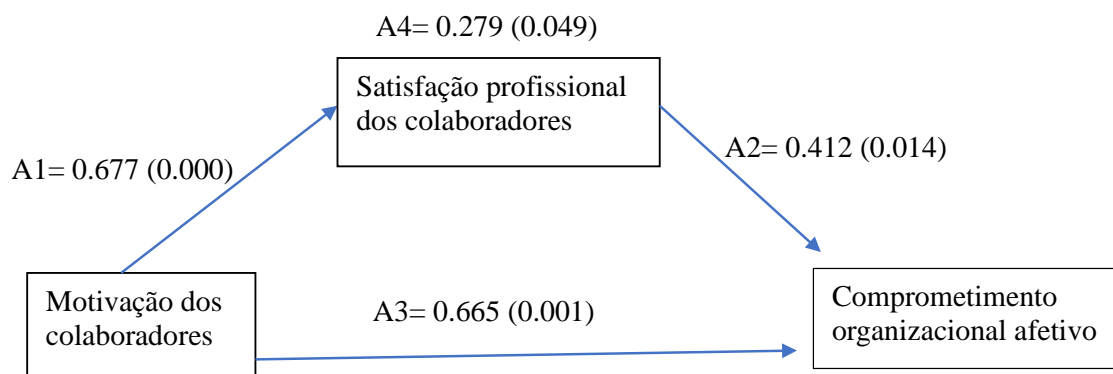 A4= 0.279 (0.049)
Satisfação profissional
dos colaboradores
A1= 0.677 (0.000)
A2= 0.412 (0.014)
Motivação dos
colaboradores
A3= 0.665 (0.001)
Comprometimento
organizacional afetivo